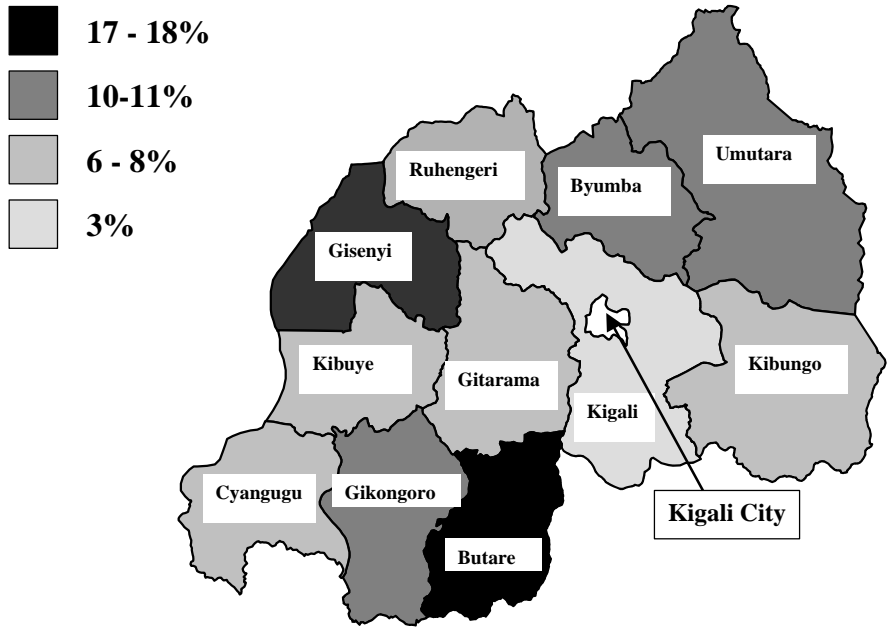 17 - 18%
10-11%
6 - 8%
3%
Umutara
Ruhengeri
Byumba
Gisenyi
Kibuye
Kibungo
Gitarama
Kigali
Cyangugu
Gikongoro
Kigali City
Butare